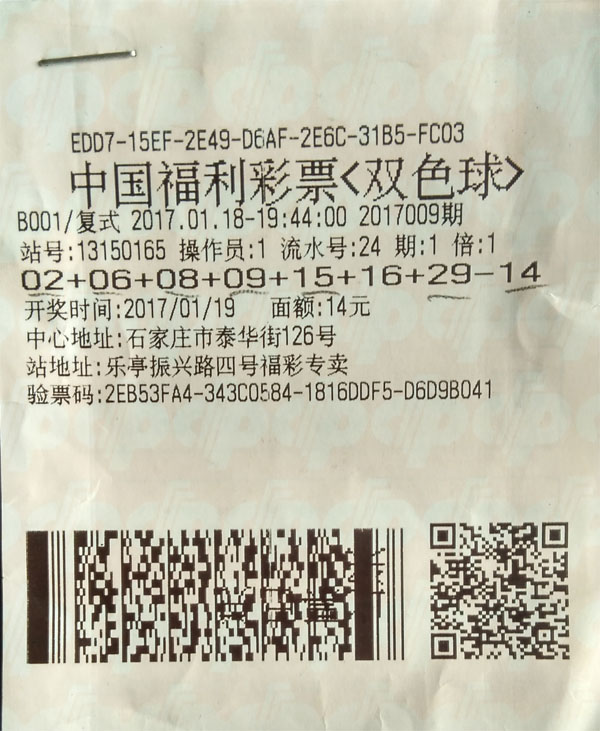 EDD7-15EF-2E49-D6AF-2E6C-31B5-FC03
中国福利彩票<双色球>
B001/复式 2017.01.18-19:44:00 2017009期
站号:13150165 操作员:1 流水号:24 期:1 倍:1
02+06+08+09+15+16+29-14
开奖时间:2017/01/19 面额:14元
中心地址:石家庄市泰华街126号
站地址:乐亭振兴路四号福彩专卖
验票码:2EB53FA4-343C0584-1816DDF5-D6D9B041